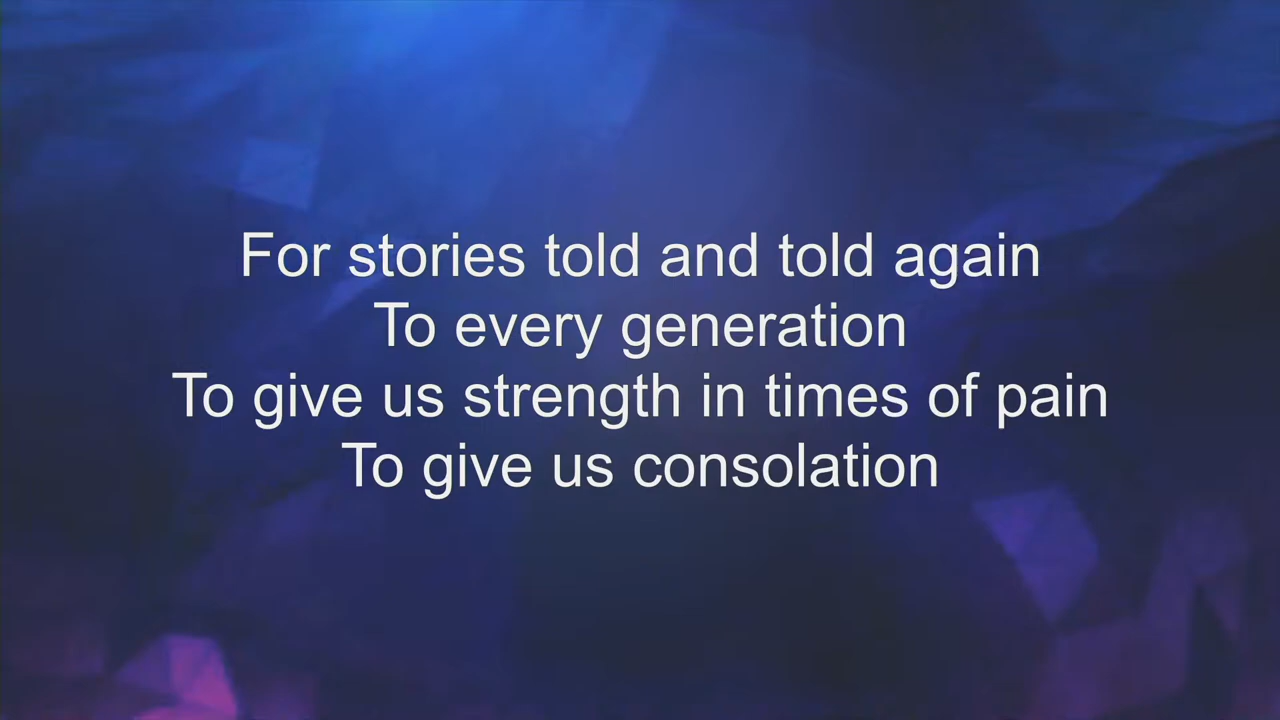 For stories told and told again
To every generation
To give us strength in times of pain
To give us consolation